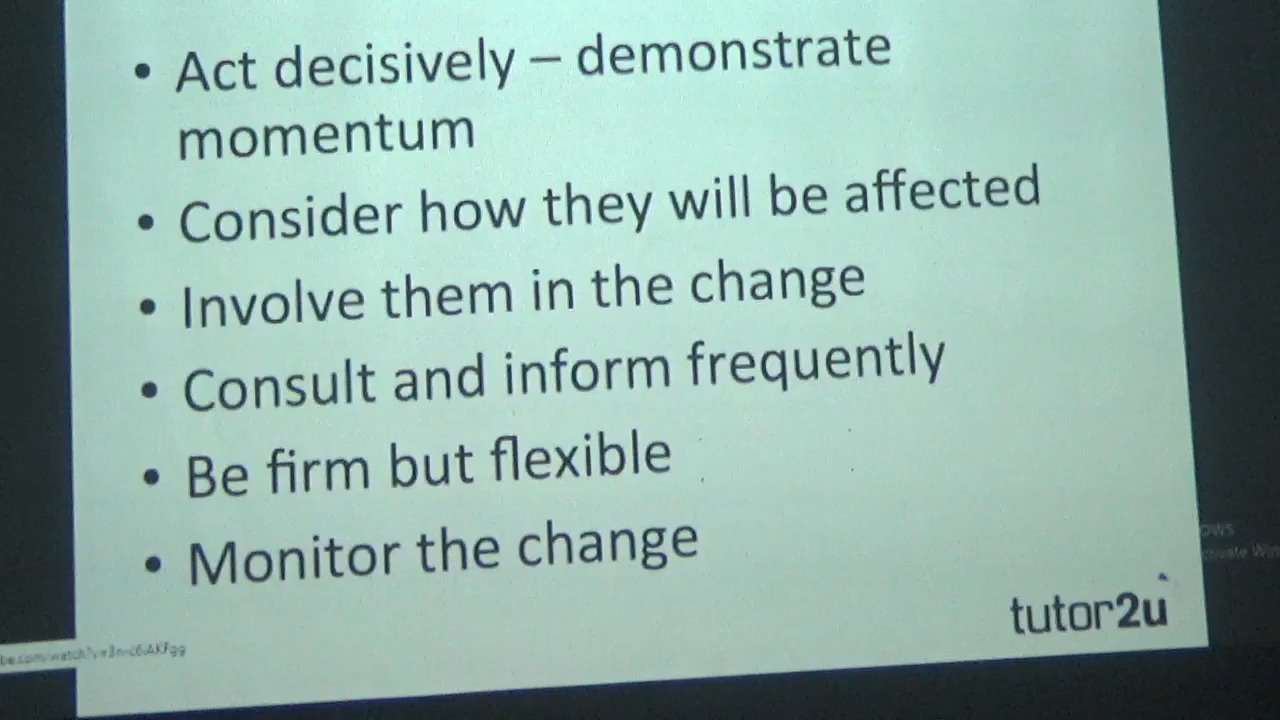 • Act decisively – demonstrate
momentum
• Consider how they will be affected
• Involve them in the change
• Consult and inform frequently
• Be firm but flexible
• Monitor the change
tutor2u